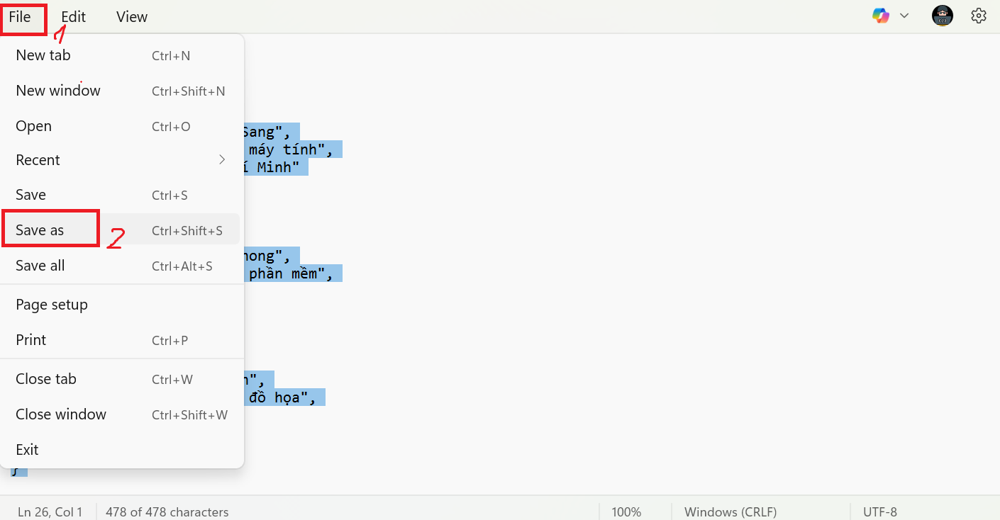 File Edit View
1
New tab Ctrl+N
New window Ctrl+Shift+N
Open Ctrl+O
Sang",
máy tính",
Recent
í Minh"
Save Ctrl+S
Save as 2 Ctrl+Shift+S
hong",
Save all Ctrl+Alt+S
phần mềm",
Page setup
Print Ctrl+P
Close tab Ctrl+W
n",
đồ họa",
Close window Ctrl+Shift+W
Exit
}
Ln 26, Col 1 478 of 478 characters 100% Windows (CRLF) UTF-8